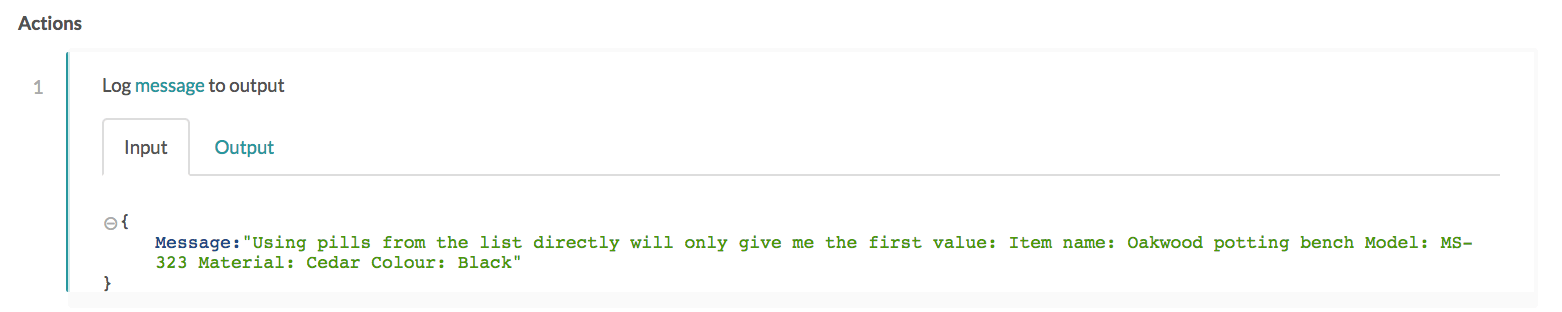 Actions
1
Log message to output
Input Output
{
Message:"Using pills from the list directly will only give me the first value: Item name: Oakwood potting bench Model: MS-
323 Material: Cedar Colour: Black"
}